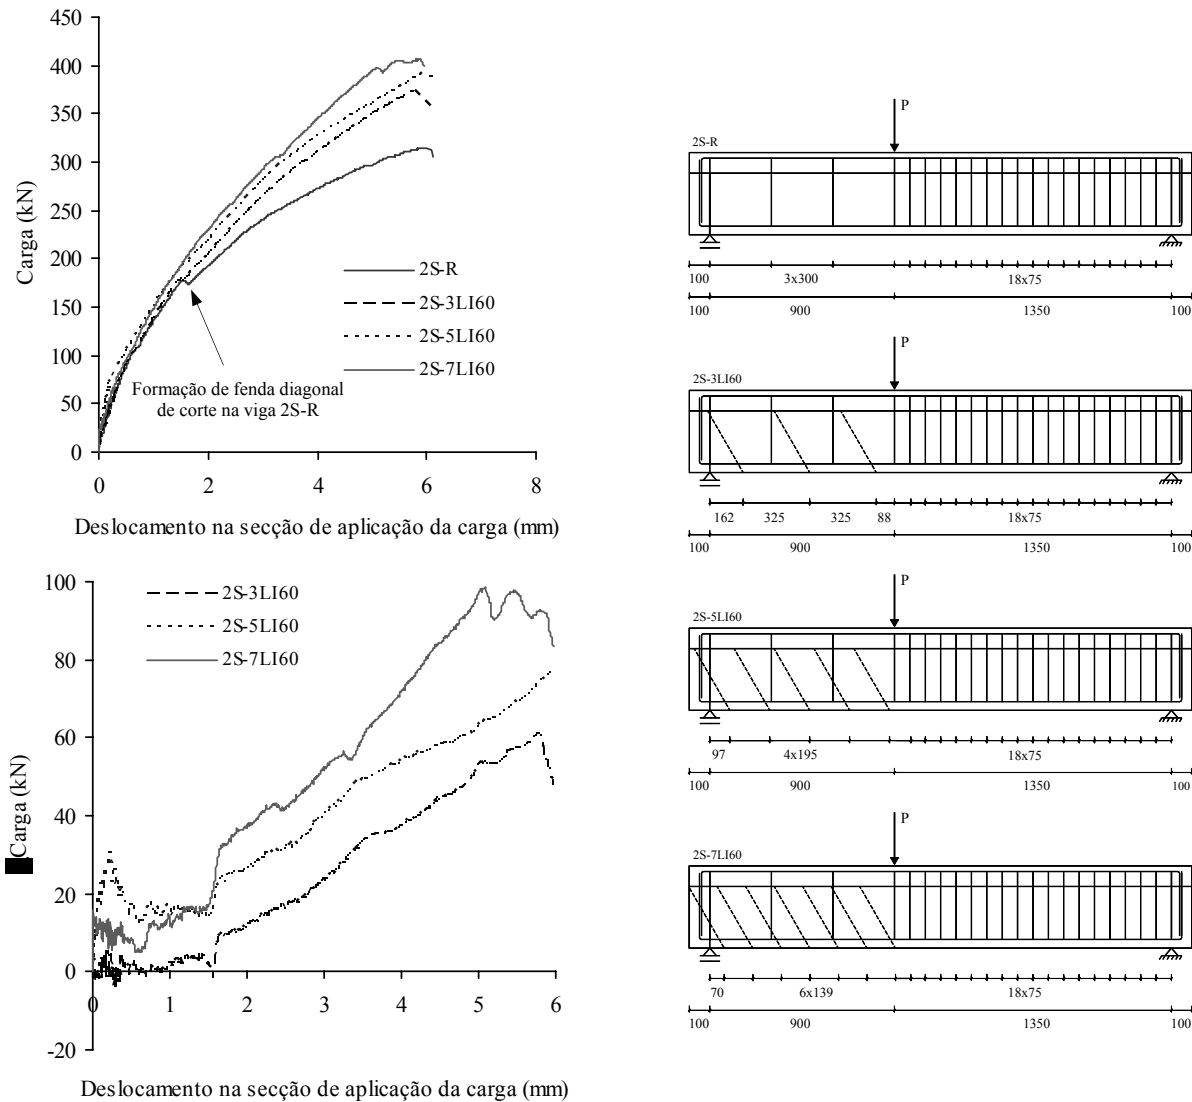 450
400
350
300
250
200
150
100
50
0
Carga (kN)
0 2 4 6 8
Deslocamento na secção de aplicação da carga (mm)
2S-R
2S-3LI60
2S-5LI60
2S-7LI60
Formação de fenda diagonal
de corte na viga 2S-R
100
80
60
40
20
0
-20
Carga (kN)
0 1 2 3 4 5 6
Deslocamento na secção de aplicação da carga (mm)
2S-3LI60
2S-5LI60
2S-7LI60
P
2S-R
100 3x300 18x75
100 900 1350 100
P
2S-3LI60
162 325 325 88 18x75
100 900 1350 100
P
2S-5LI60
97 4x195 18x75
100 900 1350 100
P
2S-7LI60
70 6x139 18x75
100 900 1350 100